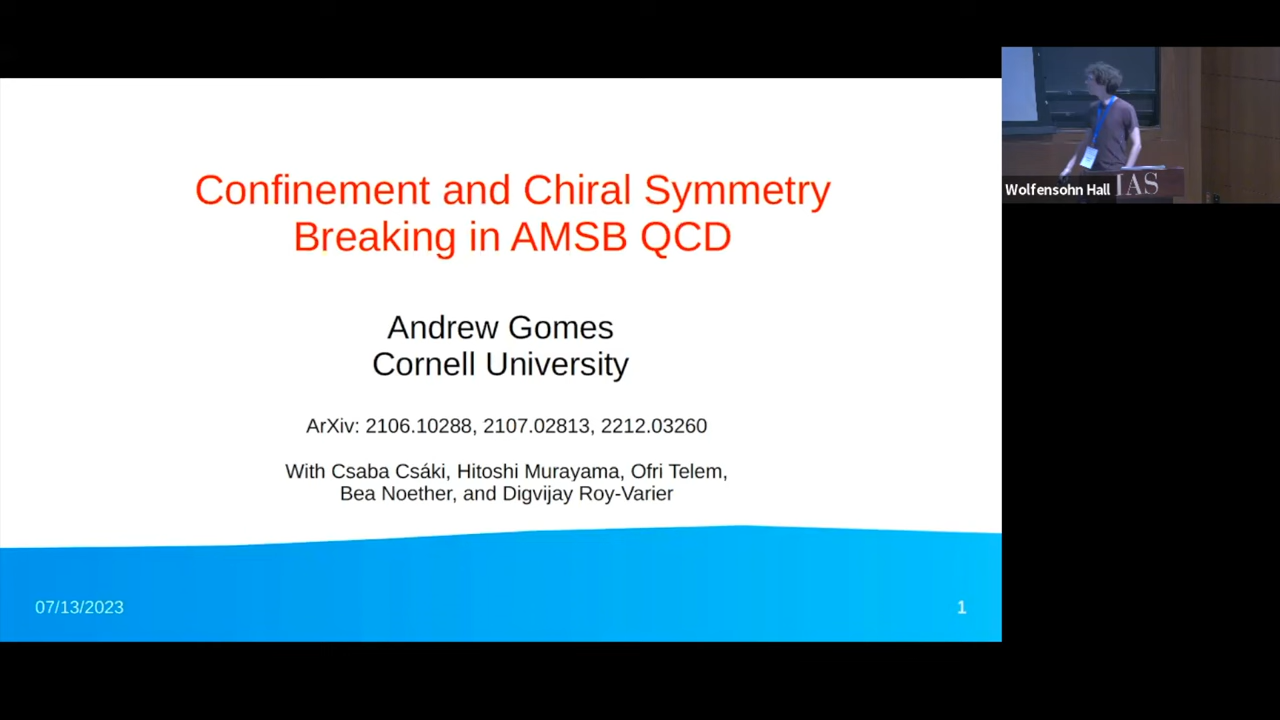 Confinement and Chiral Symmetry
Breaking in AMSB QCD
Andrew Gomes
Cornell University
ArXiv: 2106.10288, 2107.02813, 2212.03260
With Csaba Csáki, Hitoshi Murayama, Ofri Telem,
Bea Noether, and Digvijay Roy-Varier
07/13/2023
1
Wolfensohn Hall
IAS